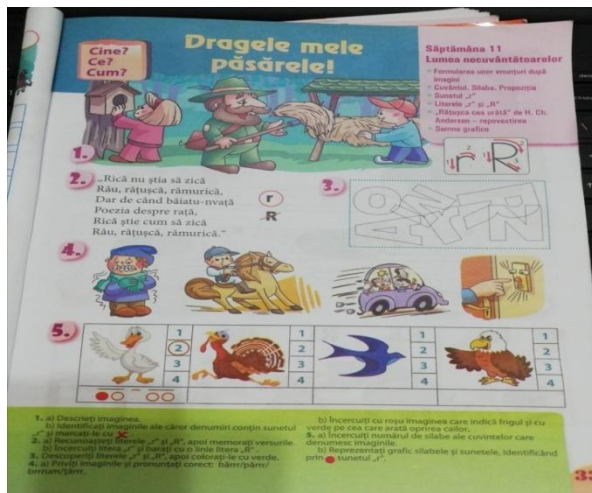 Cine?
Ce?
Cum?
Dragele mele
păsărele!
Săptămâna 11
Lumea necuvântătoarelor
Formularea unor enunțuri după
imagini
Cuvântul. Silaba. Propoziția
Sunetul „r”
Literele „r” și „R”
„Rățușca cea urâtă” de H. Ch.
Andersen – repovestire
Semne grafice
r R
1.
2.
„Rică nu știa să zică
Râu, rățușcă, rămurică,
Dar de când băiatu-nvață
Poezia despre rață,
Rică știe cum să zică
Râu, rățușcă, rămurică.”
r
R
3.
4.
5.
1 1 1 1
2 2 2 2
3 3 3 3
4 4 4 4
1. a) Descrieți imaginea.
b) Identificați imaginile ale căror denumiri conțin sunetul
„r” și marcați-le cu
2. a) Recunoașteți literele „r” și „R”, apoi memorați versurile.
b) Încercuiți litera „r” și barați cu o linie litera „R”.
3. Descoperiți literele „r” și „R”, apoi colorați-le cu verde.
4. a) Priviți imaginile și pronunțați corect: bârrr/pârrr/
brrrum/țârrr.
b) Încercuiți cu roșu imaginea care indică frigul și cu
verde pe cea care arată oprirea cailor.
5. a) Încercuiți numărul de silabe ale cuvintelor care
denumesc imaginile.
b) Reprezentați grafic silabele și sunetele, identificând
prin sunetul „r”.